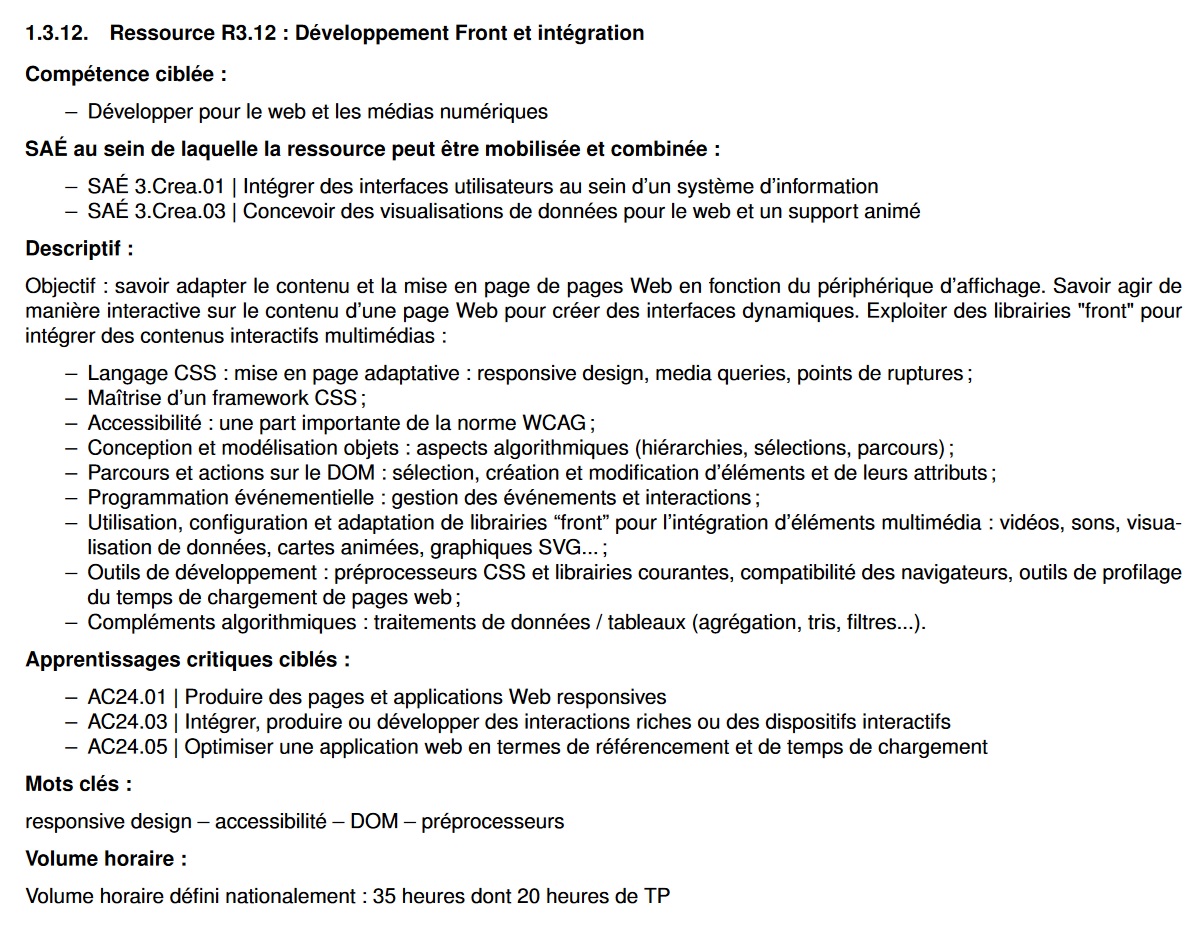 1.3.12. Ressource R3.12 : Développement Front et intégration
Compétence ciblée :
– Développer pour le web et les médias numériques
SAÉ au sein de laquelle la ressource peut être mobilisée et combinée :
– SAÉ 3.Crea.01 | Intégrer des interfaces utilisateurs au sein d’un système d’information
– SAÉ 3.Crea.03 | Concevoir des visualisations de données pour le web et un support animé
Descriptif :
Objectif : savoir adapter le contenu et la mise en page de pages Web en fonction du périphérique d’affichage. Savoir agir de
manière interactive sur le contenu d’une page Web pour créer des interfaces dynamiques. Exploiter des librairies "front" pour
intégrer des contenus interactifs multimédias :
– Langage CSS : mise en page adaptative : responsive design, media queries, points de ruptures ;
– Maîtrise d’un framework CSS ;
– Accessibilité : une part importante de la norme WCAG ;
– Conception et modélisation objets : aspects algorithmiques (hiérarchies, sélections, parcours) ;
– Parcours et actions sur le DOM : sélection, création et modification d’éléments et de leurs attributs ;
– Programmation événementielle : gestion des événements et interactions ;
– Utilisation, configuration et adaptation de librairies “front” pour l’intégration d’éléments multimédia : vidéos, sons, visua-
lisation de données, cartes animées, graphiques SVG... ;
– Outils de développement : préprocesseurs CSS et librairies courantes, compatibilité des navigateurs, outils de profilage
du temps de chargement de pages web ;
– Compléments algorithmiques : traitements de données / tableaux (agrégation, tris, filtres...).
Apprentissages critiques ciblés :
– AC24.01 | Produire des pages et applications Web responsives
– AC24.03 | Intégrer, produire ou développer des interactions riches ou des dispositifs interactifs
– AC24.05 | Optimiser une application web en termes de référencement et de temps de chargement
Mots clés :
responsive design – accessibilité – DOM – préprocesseurs
Volume horaire :
Volume horaire défini nationalement : 35 heures dont 20 heures de TP